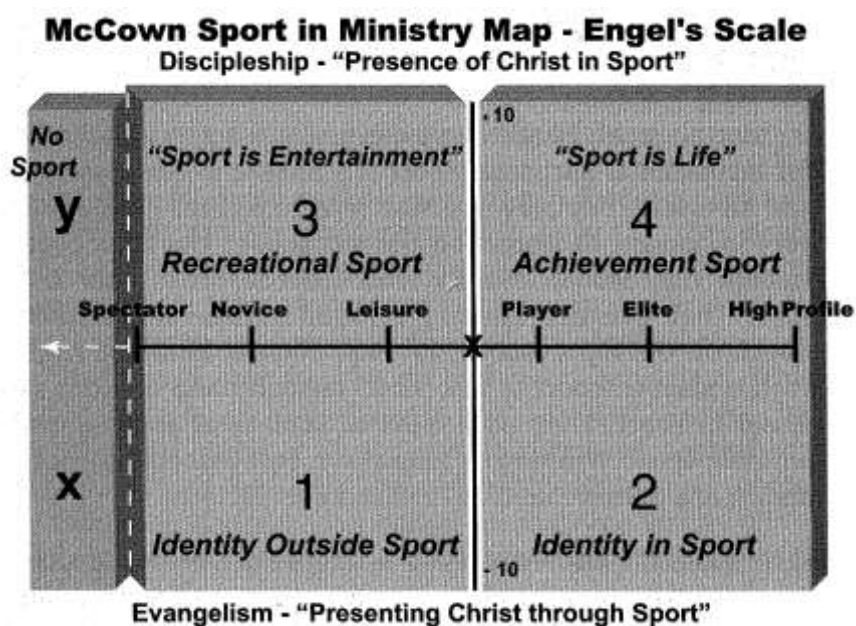 McCown Sport in Ministry Map - Engel's Scale
Discipleship - “Presence of Christ in Sport”
No
Sport
y
- 10
“Sport is Entertainment”
“Sport is Life”
3
4
Recreational Sport
Achievement Sport
Spectator
Novice
Leisure
Player
Elite
High Profile
X
x
1
2
Identity Outside Sport
Identity in Sport
- 10
Evangelism - “Presenting Christ through Sport”